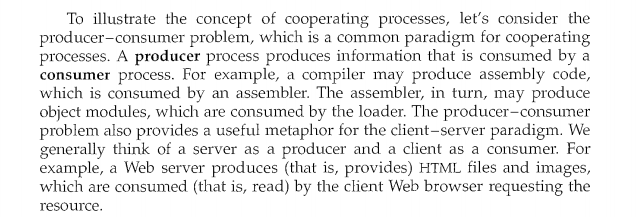 To illustrate the concept of cooperating processes, let's consider the
producer–consumer problem, which is a common paradigm for cooperating
processes. A producer process produces information that is consumed by a
consumer process. For example, a compiler may produce assembly code,
which is consumed by an assembler. The assembler, in turn, may produce
object modules, which are consumed by the loader. The producer–consumer
problem also provides a useful metaphor for the client–server paradigm. We
generally think of a server as a producer and a client as a consumer. For
example, a Web server produces (that is, provides) HTML files and images,
which are consumed (that is, read) by the client Web browser requesting the
resource.